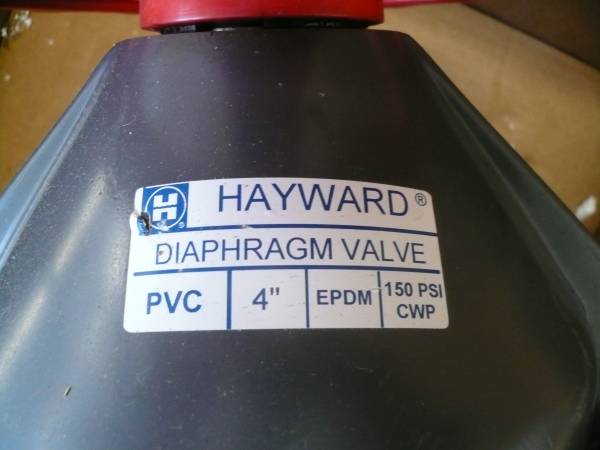 H HAYWARD®
DIAPHRAGM VALVE
PVC 4" EPDM 150 PSI CWP